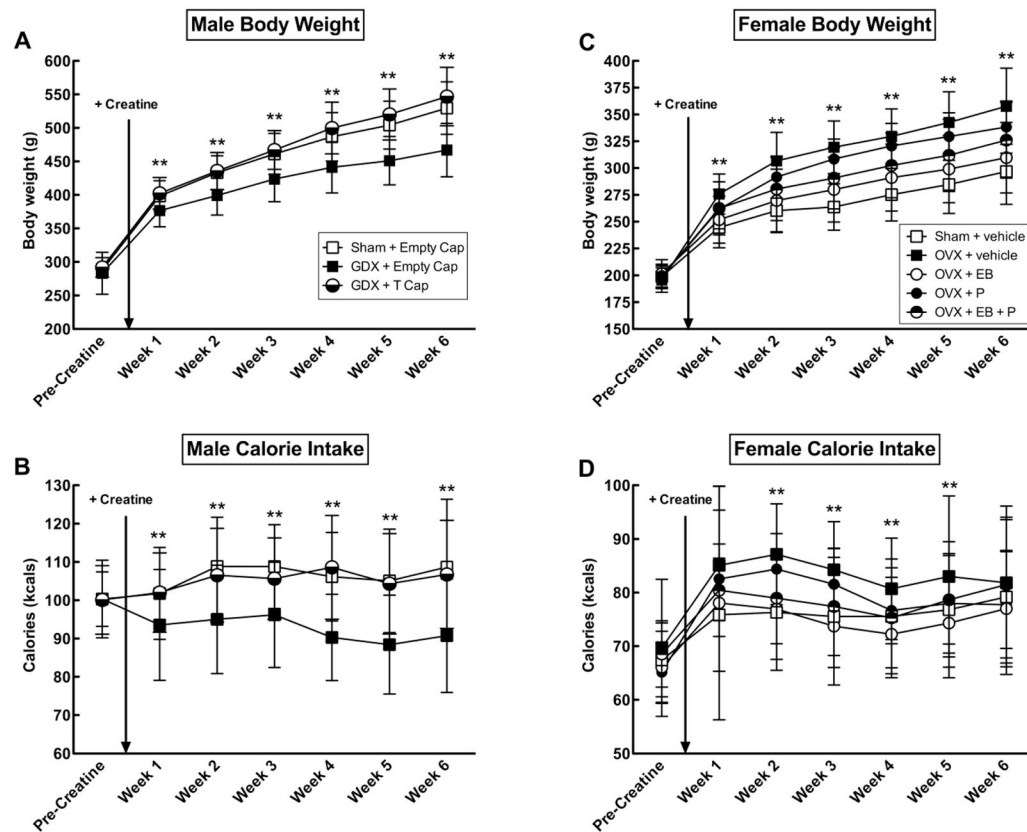 A
Male Body Weight
+ Creatine
Body weight (g)
600
550
500
450
400
350
300
250
200
**
**
**
**
**
**
Sham + Empty Cap
GDX + Empty Cap
GDX + T Cap
Pre-Creatine
Week 1
Week 2
Week 3
Week 4
Week 5
Week 6
C
Female Body Weight
+ Creatine
Body weight (g)
400
375
350
325
300
275
250
225
200
175
150
**
**
**
**
**
**
Sham + vehicle
OVX + vehicle
OVX + EB
OVX + P
OVX + EB + P
Pre-Creatine
Week 1
Week 2
Week 3
Week 4
Week 5
Week 6
B
Male Calorie Intake
+ Creatine
Calories (kcals)
130
120
110
100
90
80
70
60
**
**
**
**
**
**
Pre-Creatine
Week 1
Week 2
Week 3
Week 4
Week 5
Week 6
D
Female Calorie Intake
+ Creatine
Calories (kcals)
100
90
80
70
60
50
**
**
**
**
Pre-Creatine
Week 1
Week 2
Week 3
Week 4
Week 5
Week 6